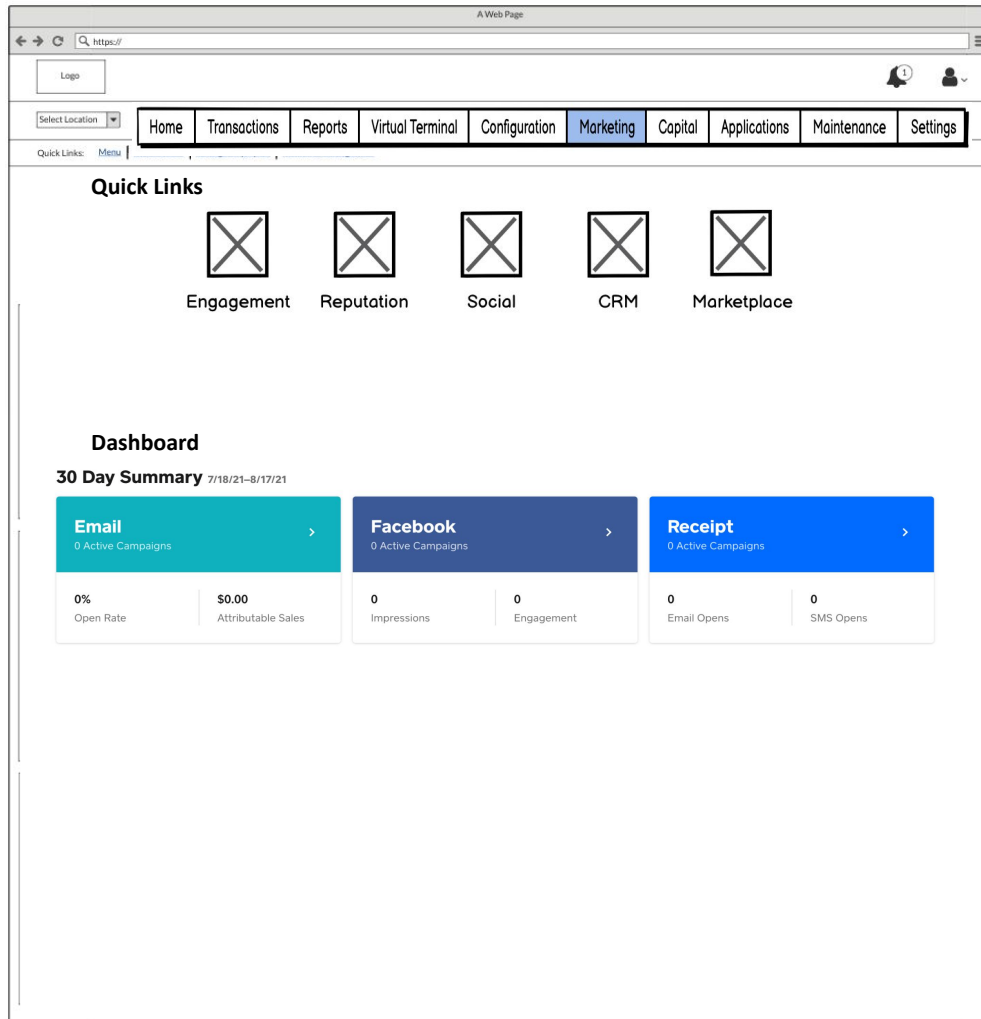 A Web Page
https://
Logo
1
Select Location
Home Transactions Reports Virtual Terminal Configuration Marketing Capital Applications Maintenance Settings
Quick Links: Menu
Quick Links
Engagement Reputation Social CRM Marketplace
Dashboard
30 Day Summary 7/18/21–8/17/21
Email Facebook Receipt
0 Active Campaigns 0 Active Campaigns 0 Active Campaigns
0% $0.00 0 0 0 0
Open Rate Attributable Sales Impressions Engagement Email Opens SMS Opens